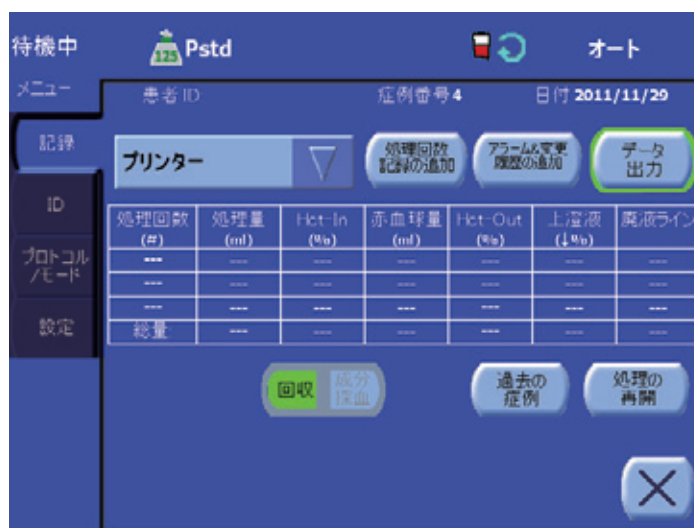 待機中
125
Pstd
オート
メニュー
患者ID
症例番号4
日付 2011/11/29
記録
プリンター
処理回数
記録の追加
アラーム&変更
履歴の追加
データ
出力
ID
処理回数 処理量 Hct-In 赤血球量 Hct-Out 上澄液 廃液ライン
(#) (ml) (%) (ml) (%) (↓%)
--- --- --- --- --- --- ---
--- --- --- --- --- --- ---
--- --- --- --- --- --- ---
総量: --- --- --- --- --- ---
プロトコル
/モード
設定
回収
成分
採血
過去の
症例
処理の
再開